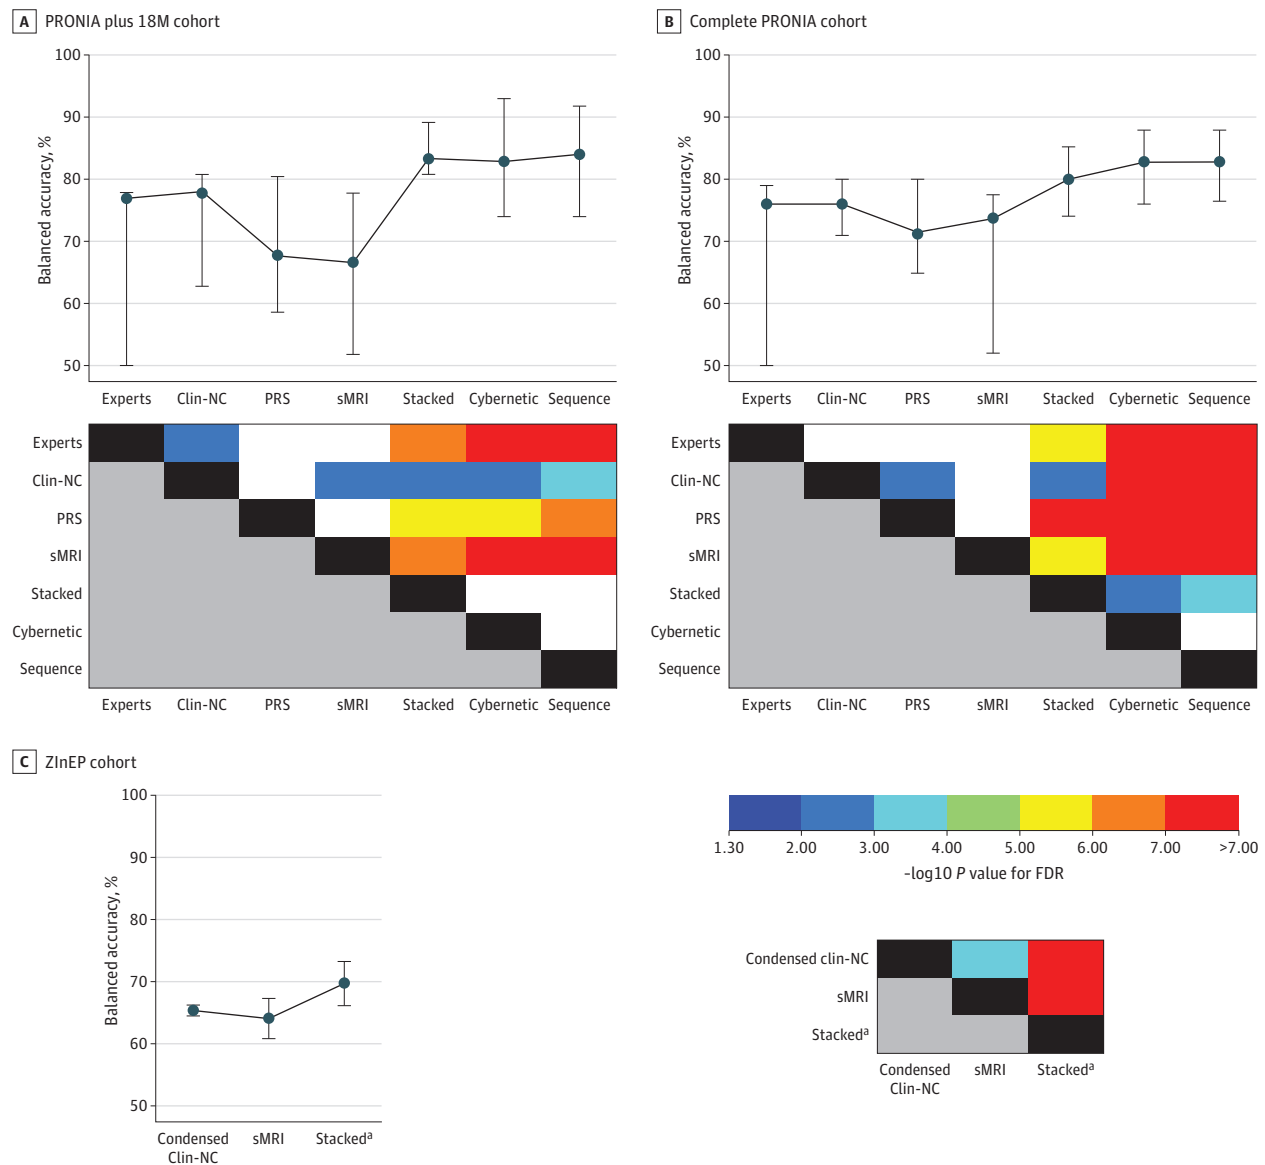 A PRONIA plus 18M cohort
100
90
80
70
60
50
Balanced accuracy, %
Experts Clin-NC PRS sMRI Stacked Cybernetic Sequence
Experts
Clin-NC
PRS
sMRI
Stacked
Cybernetic
Sequence
Experts Clin-NC PRS sMRI Stacked Cybernetic Sequence
B Complete PRONIA cohort
100
90
80
70
60
50
Balanced accuracy, %
Experts Clin-NC PRS sMRI Stacked Cybernetic Sequence
Experts
Clin-NC
PRS
sMRI
Stacked
Cybernetic
Sequence
Experts Clin-NC PRS sMRI Stacked Cybernetic Sequence
C ZInEP cohort
100
90
80
70
60
50
Balanced accuracy, %
Condensed Clin-NC sMRI Stackedᵃ
1.30 2.00 3.00 4.00 5.00 6.00 7.00 >7.00
-log10 P value for FDR
Condensed clin-NC
sMRI
Stackedᵃ
Condensed Clin-NC sMRI Stackedᵃ